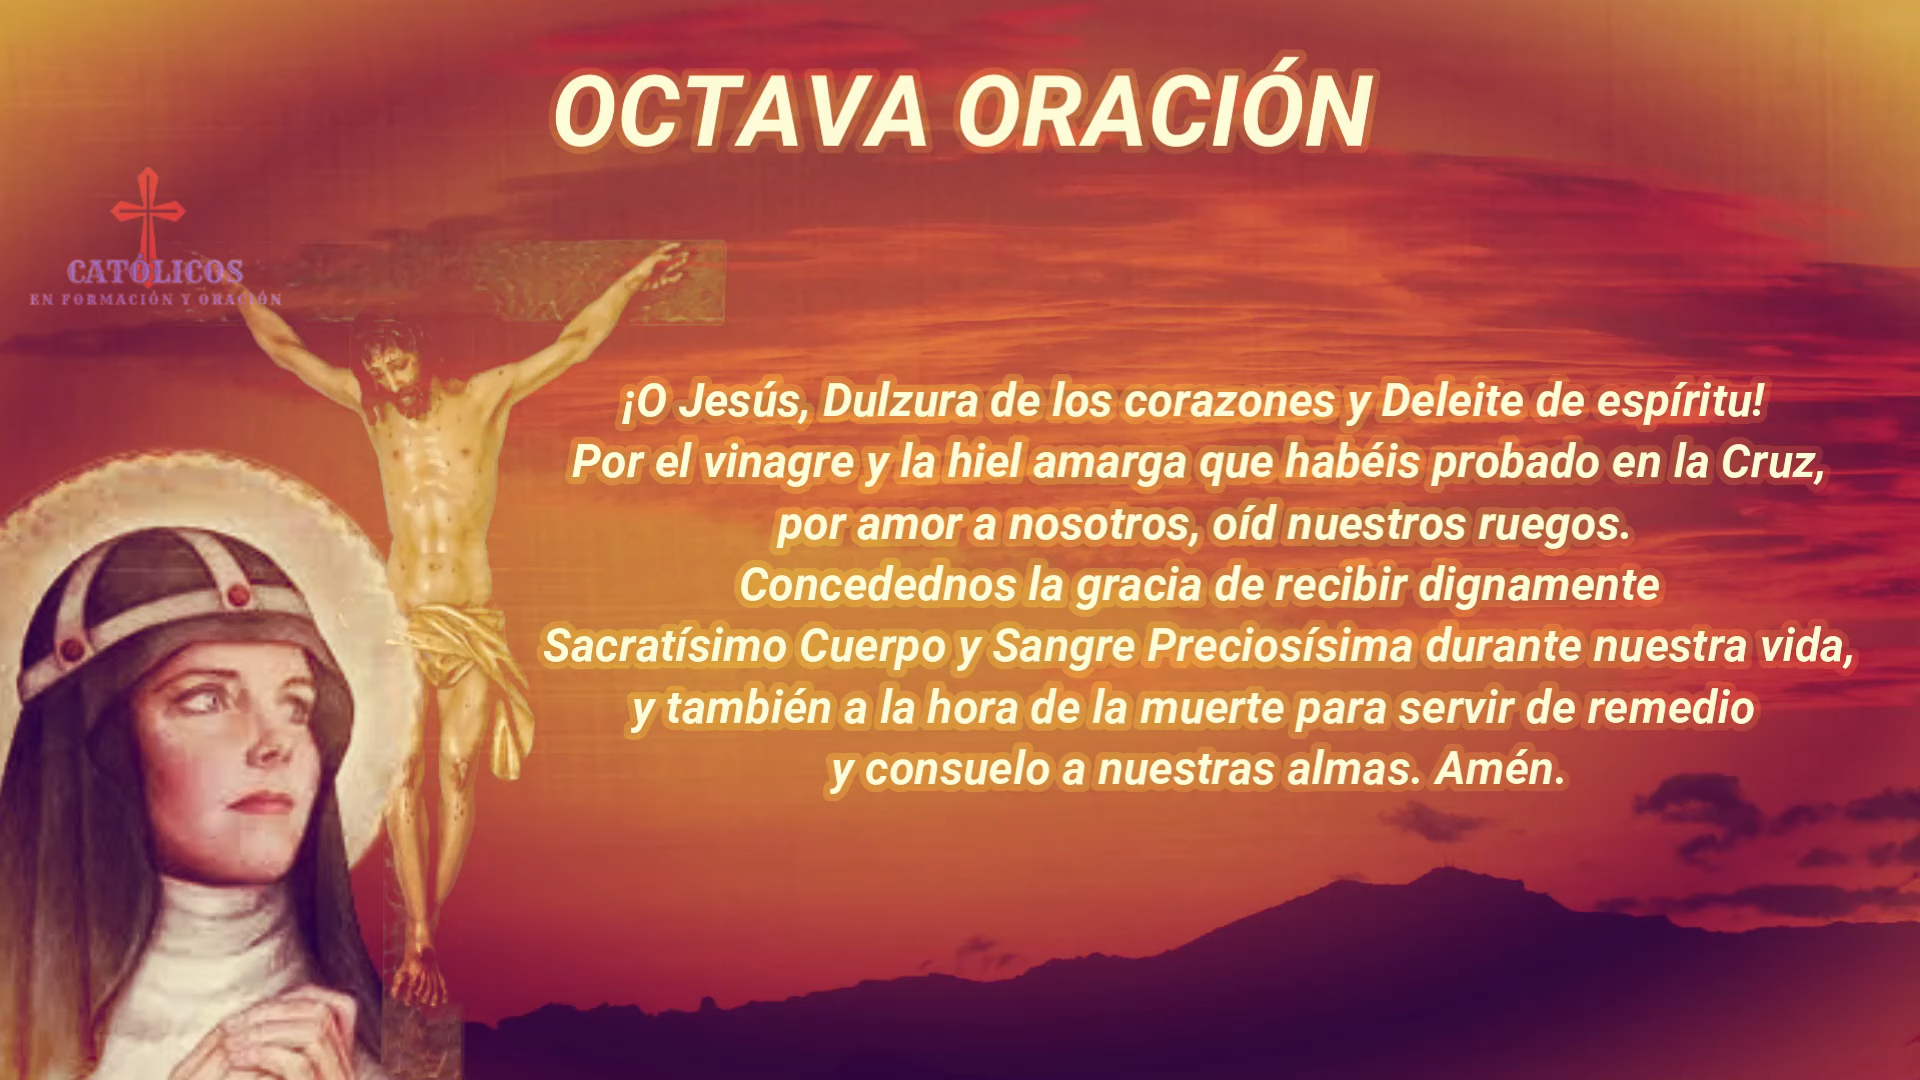 OCTAVA ORACIÓN
CATÓLICOS
EN FORMACIÓN Y ORACIÓN
¡O Jesús, Dulzura de los corazones y Deleite de espíritu!
Por el vinagre y la hiel amarga que habéis probado en la Cruz,
por amor a nosotros, oíd nuestros ruegos.
Concedednos la gracia de recibir dignamente
Sacratísimo Cuerpo y Sangre Preciosísima durante nuestra vida,
y también a la hora de la muerte para servir de remedio
y consuelo a nuestras almas. Amén.